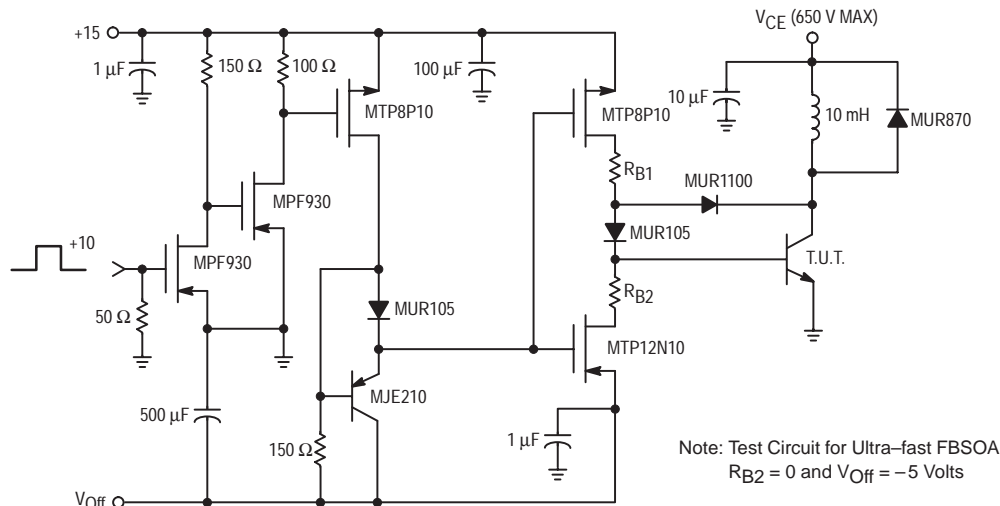 +15
1 µF
150 Ω
100 Ω
MTP8P10
100 µF
MTP8P10
VCE (650 V MAX)
10 µF
10 mH
MUR870
RB1
MUR1100
MPF930
MUR105
T.U.T.
+10
MPF930
50 Ω
RB2
MUR105
MTP12N10
MJE210
500 µF
150 Ω
1 µF
VOff
Note: Test Circuit for Ultra–fast FBSOA
RB2 = 0 and VOff = –5 Volts